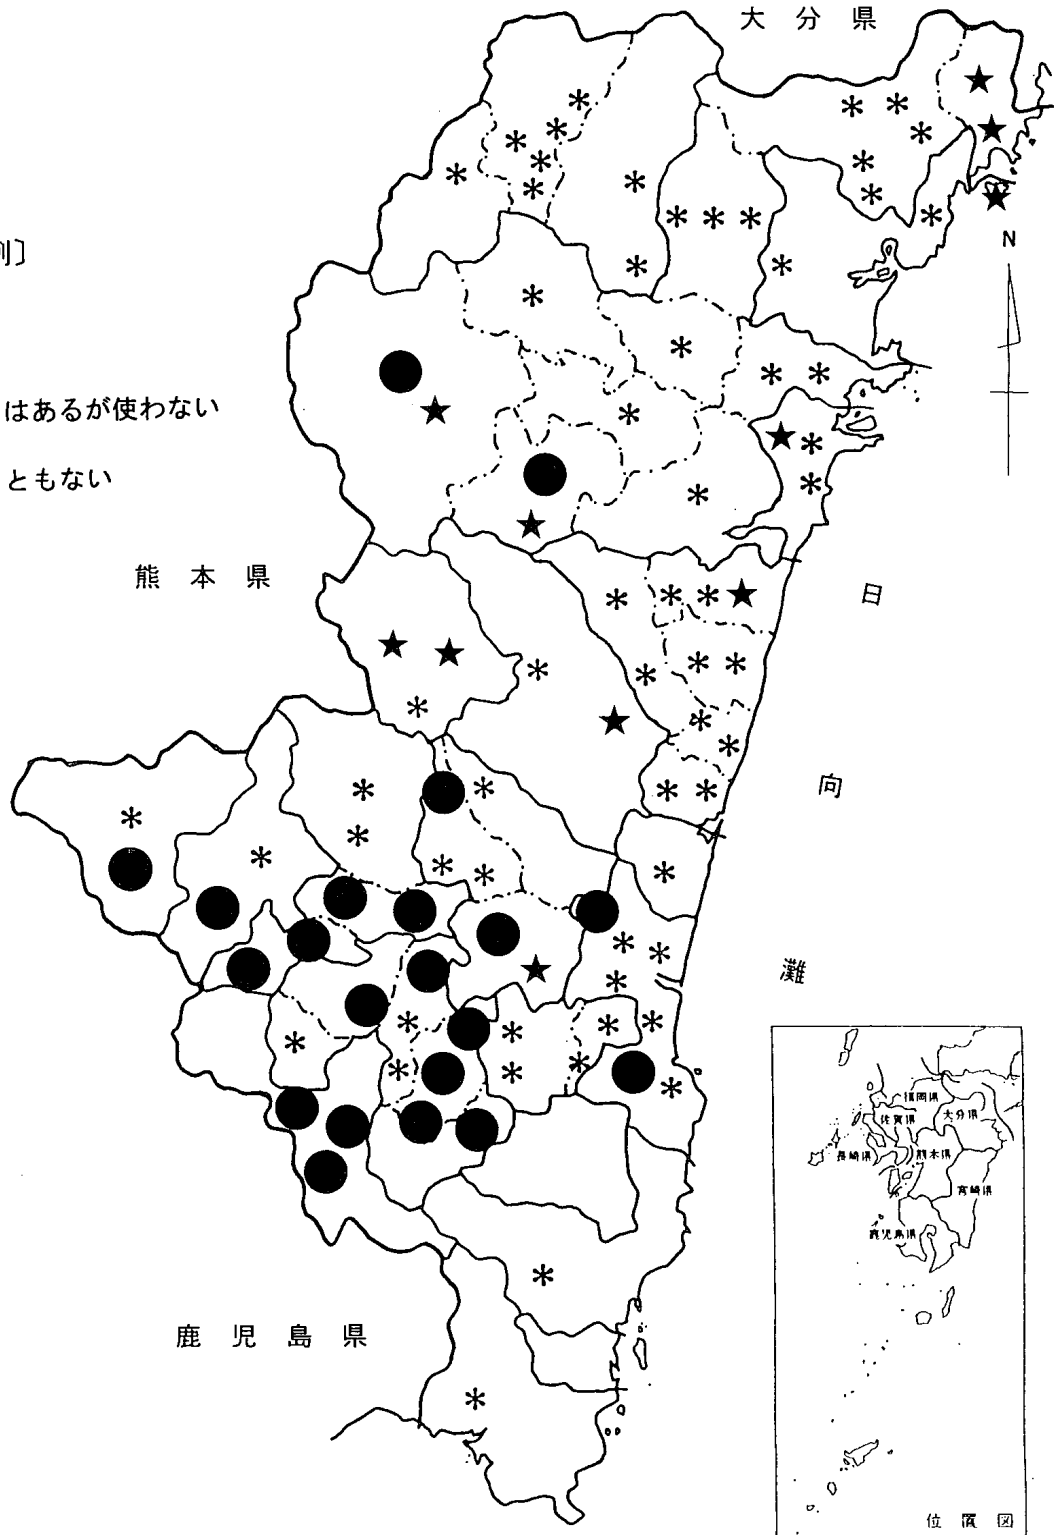 大分県
例〕
N
はあるが使わない
ともない
熊本県
日
向
灘
福岡県
佐賀県
大分県
長崎県
熊本県
宮崎県
鹿児島県
鹿児島県
位置図